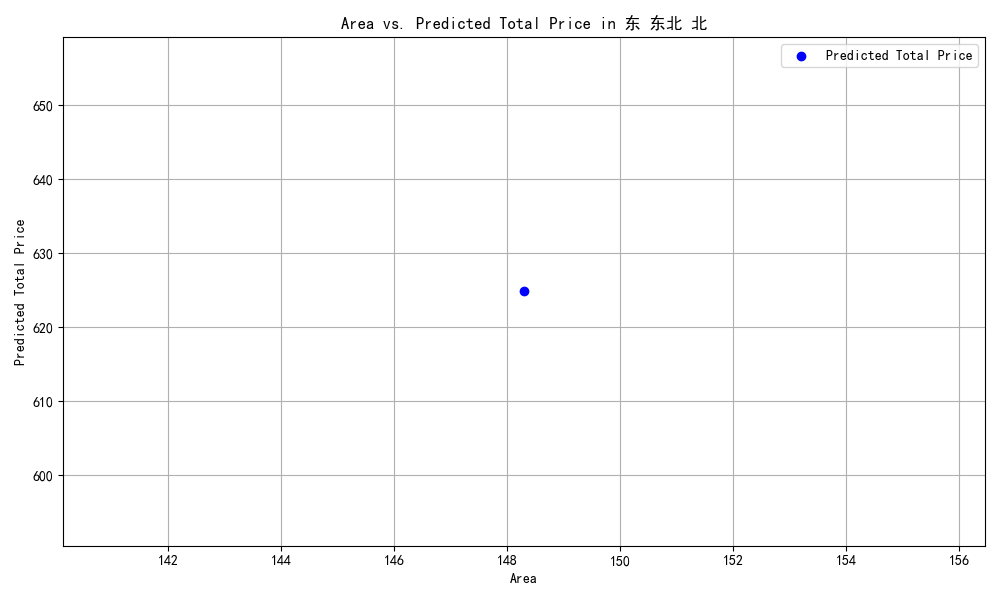 Area vs. Predicted Total Price in 东 东北 北
Predicted Total Price
650
640
630
620
610
600
Predicted Total Price
142 144 146 148 150 152 154 156
Area